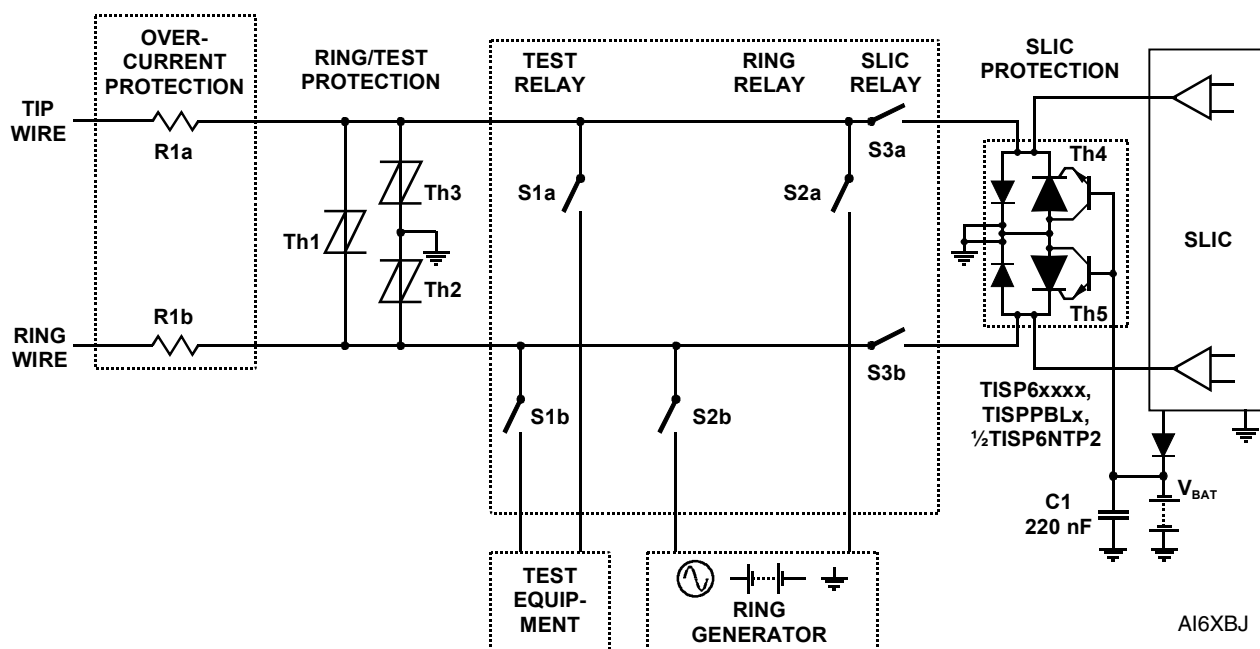 OVER-
CURRENT
PROTECTION
RING/TEST
PROTECTION
TEST
RELAY
RING
RELAY
SLIC
RELAY
SLIC
PROTECTION
TIP
WIRE
R1a
S3a
Th4
Th3
S1a
S2a
Th1
SLIC
Th2
Th5
R1b
RING
WIRE
S3b
S1b
S2b
TISP6xxxx,
TISPPBLx,
½TISP6NTP2
VBAT
C1
220 nF
TEST
EQUIP-
MENT
RING
GENERATOR
AI6XBJ